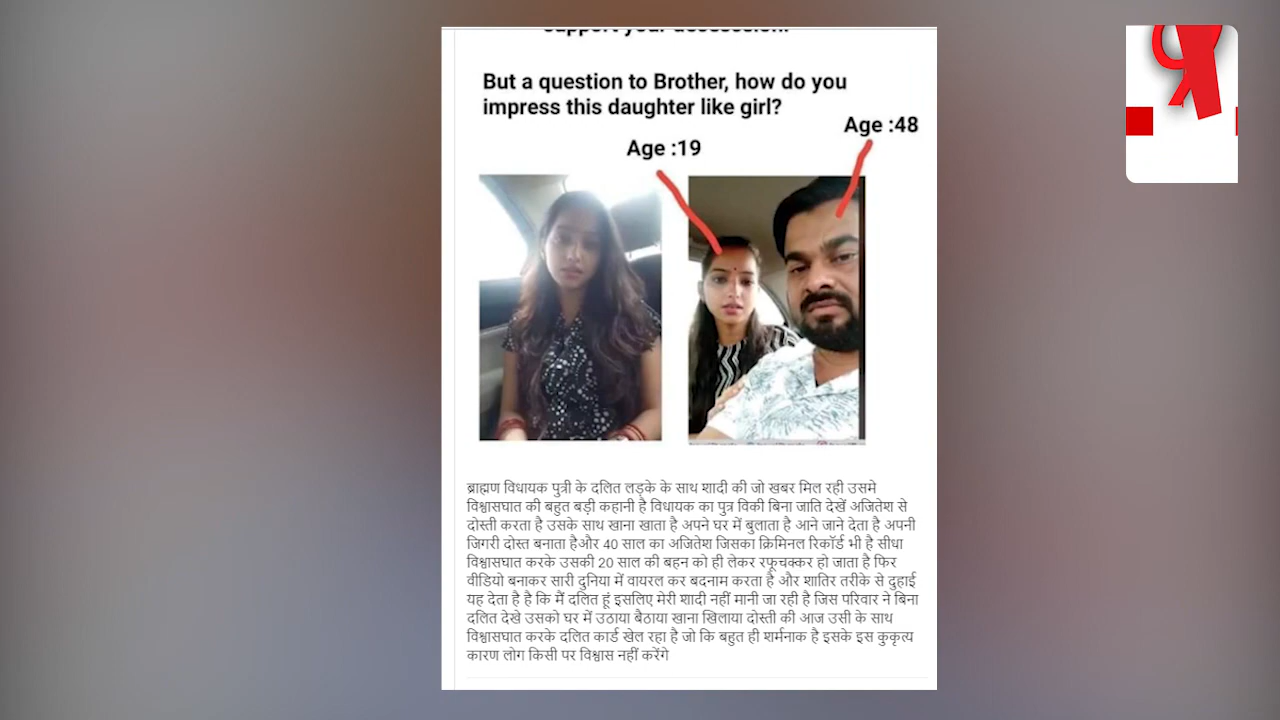 support your
But a question to Brother, how do you
impress this daughter like girl?
Age :48
Age :19
ब्राह्मण विधायक पुत्री के दलित लड़के के साथ शादी की जो खबर मिल रही उसमे
विश्वासघात की बहुत बड़ी कहानी है विधायक का पुत्र विकी बिना जाति देखें अजितेश से
दोस्ती करता है उसके साथ खाना खाता है अपने घर में बुलाता है आने जाने देता है अपनी
जिगरी दोस्त बनाता हैऔर 40 साल का अजितेश जिसका क्रिमिनल रिकॉर्ड भी है सीधा
विश्वासघात करके उसकी 20 साल की बहन को ही लेकर रफूचक्कर हो जाता है फिर
वीडियो बनाकर सारी दुनिया में वायरल कर बदनाम करता है और शातिर तरीके से दुहाई
यह देता है है कि मैं दलित हूं इसलिए मेरी शादी नहीं मानी जा रही है जिस परिवार ने बिना
दलित देखे उसको घर में उठाया बैठाया खाना खिलाया दोस्ती की आज उसी के साथ
विश्वासघात करके दलित कार्ड खेल रहा है जो कि बहुत ही शर्मनाक है इसके इस कुकृत्य
कारण लोग किसी पर विश्वास नहीं करेंगे